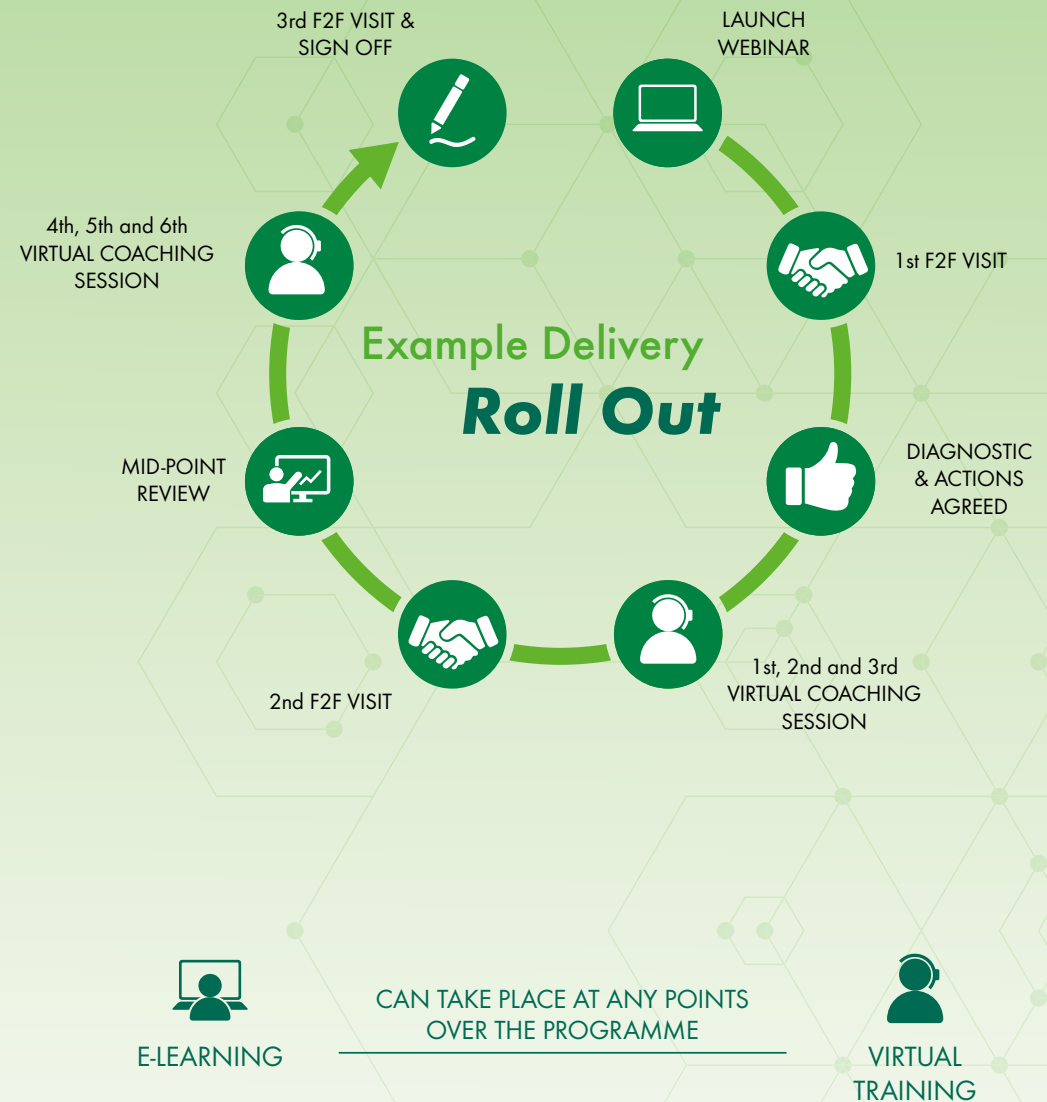 3rd F2F VISIT &
SIGN OFF
LAUNCH
WEBINAR
4th, 5th and 6th
VIRTUAL COACHING
SESSION
1st F2F VISIT
Example Delivery
Roll Out
MID-POINT
REVIEW
DIAGNOSTIC
& ACTIONS
AGREED
2nd F2F VISIT
1st, 2nd and 3rd
VIRTUAL COACHING
SESSION
E-LEARNING
CAN TAKE PLACE AT ANY POINTS
OVER THE PROGRAMME
VIRTUAL
TRAINING